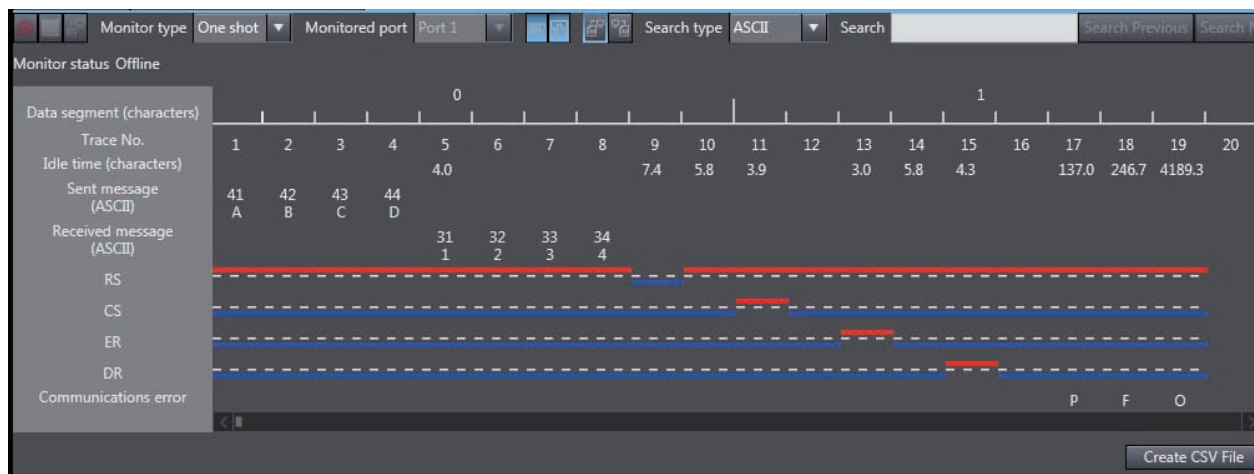 Monitor type One shot Monitored port Port 1 Search type ASCII Search Search Previous Search
Monitor status Offline
0 1
Data segment (characters)
Trace No. 1 2 3 4 5 6 7 8 9 10 11 12 13 14 15 16 17 18 19 20
Idle time (characters) 4.0 7.4 5.8 3.9 3.0 5.8 4.3 137.0 246.7 4189.3
Sent message 41 42 43 44
(ASCII) A B C D
Received message 31 32 33 34
(ASCII) 1 2 3 4
RS
CS
ER
DR
Communications error P F O
Create CSV File